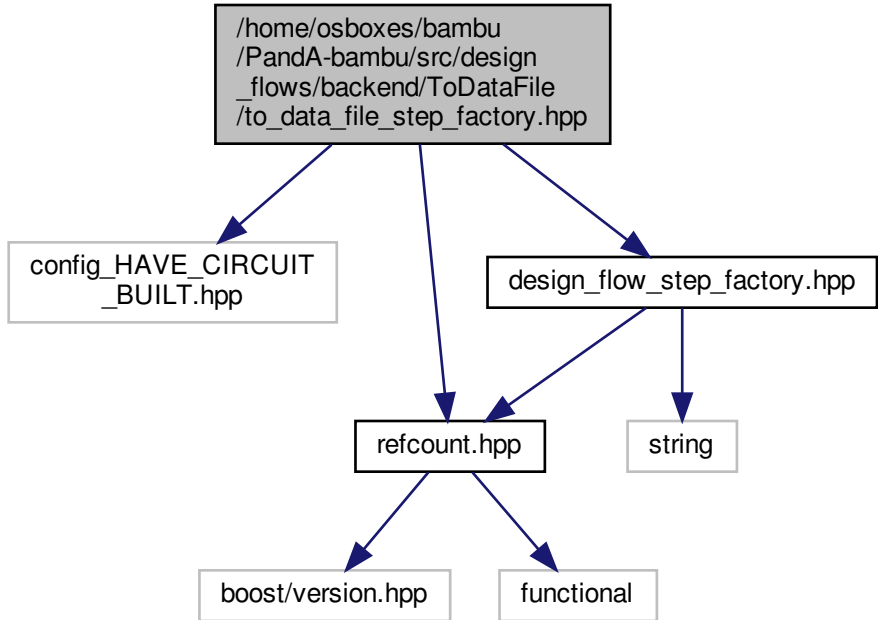 /home/osboxes/bambu
/PandA-bambu/src/design
_flows/backend/ToDataFile
/to_data_file_step_factory.hpp
config_HAVE_CIRCUIT
_BUILT.hpp
design_flow_step_factory.hpp
refcount.hpp
string
boost/version.hpp
functional